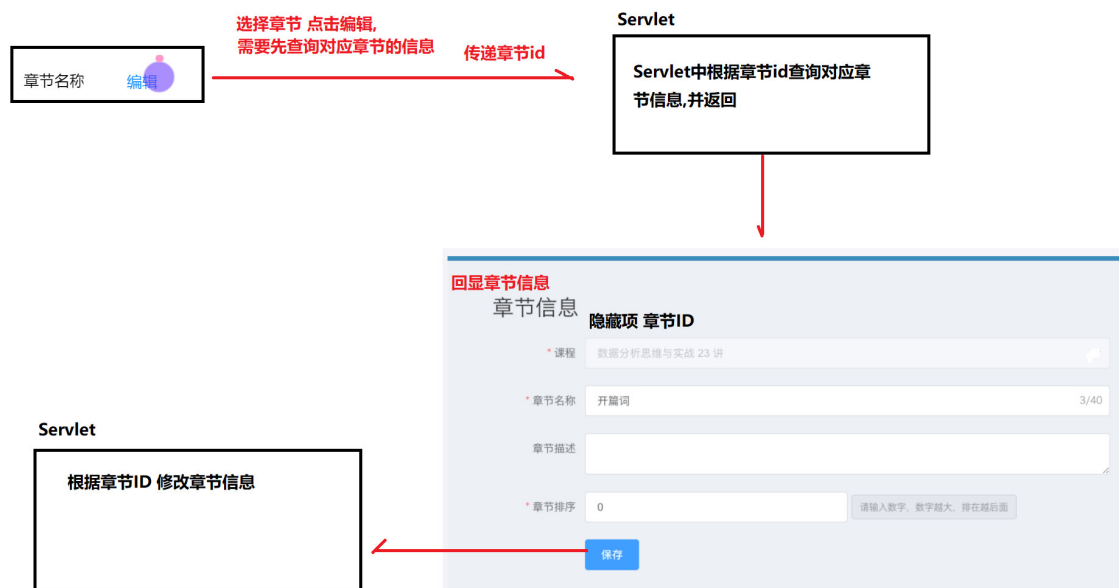 选择章节 点击编辑,
需要先查询对应章节的信息
传递章节id
Servlet
章节名称
编辑
Servlet中根据章节id查询对应章
节信息,并返回
回显章节信息
章节信息
隐藏项 章节ID
* 课程
数据分析思维与实战 23 讲
* 章节名称
开篇词
3/40
章节描述
* 章节排序
0
请输入数字，数字越大，排在越后面
保存
Servlet
根据章节ID 修改章节信息